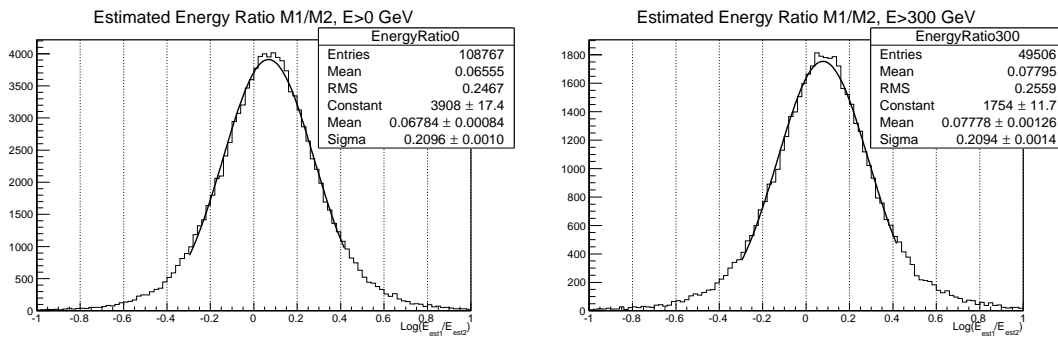 Estimated Energy Ratio M1/M2, E>0 GeV
EnergyRatio0
Entries 108767
Mean 0.06555
RMS 0.2467
Constant 3908 ± 17.4
Mean 0.06784 ± 0.00084
Sigma 0.2096 ± 0.0010
4000
3500
3000
2500
2000
1500
1000
500
0
-1 -0.8 -0.6 -0.4 -0.2 0 0.2 0.4 0.6 0.8 1
Log(E_est1/E_est2)
Estimated Energy Ratio M1/M2, E>300 GeV
EnergyRatio300
Entries 49506
Mean 0.07795
RMS 0.2559
Constant 1754 ± 11.7
Mean 0.07778 ± 0.00126
Sigma 0.2094 ± 0.0014
1800
1600
1400
1200
1000
800
600
400
200
0
-1 -0.8 -0.6 -0.4 -0.2 0 0.2 0.4 0.6 0.8 1
Log(E_est1/E_est2)